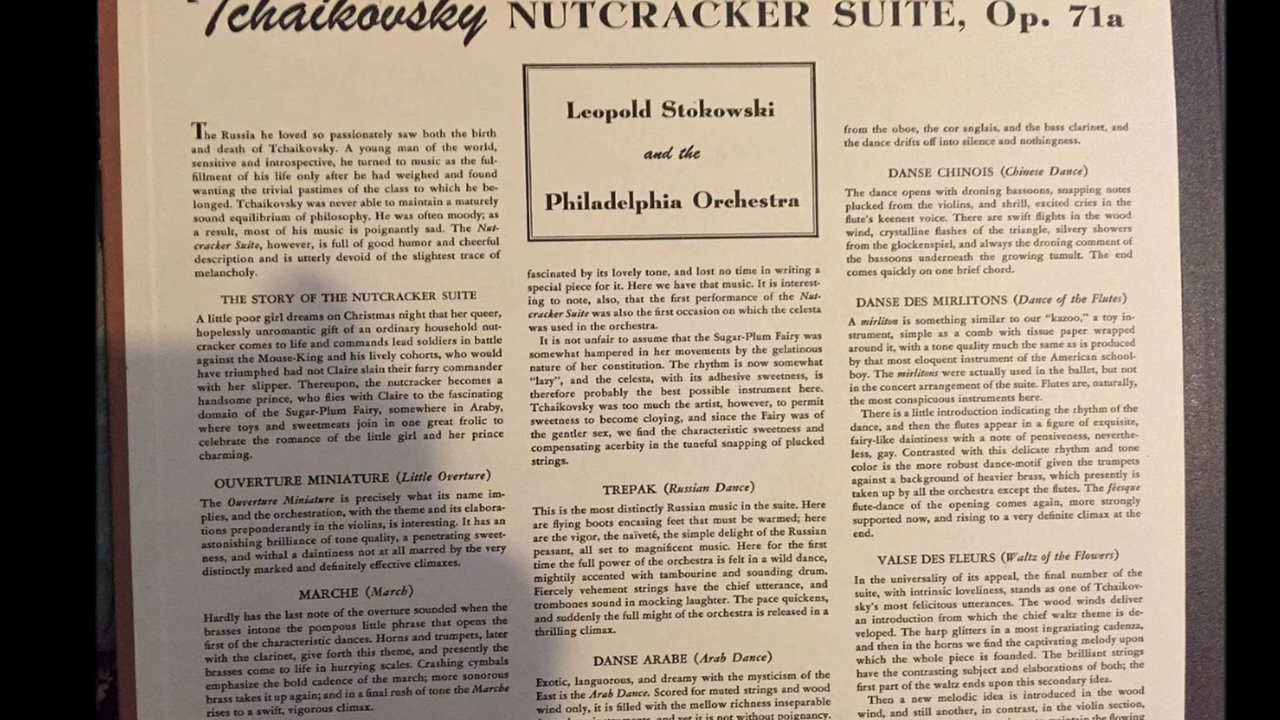 Tchaikovsky NUTCRACKER SUITE, Op. 71a
Leopold Stokowski
and the
Philadelphia Orchestra
The Russia he loved so passionately saw both the birth
and death of Tchaikovsky. A young man of the world,
sensitive and introspective, he turned to music as the ful-
fillment of his life only after he had weighed and found
wanting the trivial pastimes of the class to which he be-
longed. Tchaikovsky was never able to maintain a maturely
sound equilibrium of philosophy. He was often moody; as
a result, most of his music is poignantly sad. The Nut-
cracker Suite, however, is full of good humor and cheerful
description and is utterly devoid of the slightest trace of
melancholy.
THE STORY OF THE NUTCRACKER SUITE
A little poor girl dreams on Christmas night that her queer,
hopelessly unromantic gift of an ordinary household nut-
cracker comes to life and commands lead soldiers in battle
against the Mouse-King and his lively cohorts, who would
have triumphed had not Claire slain their furry commander
with her slipper. Thereupon, the nutcracker becomes a
handsome prince, who flies with Claire to the fascinating
domain of the Sugar-Plum Fairy, somewhere in Araby,
where toys and sweetmeats join in one great frolic to
celebrate the romance of the little girl and her prince
charming.
OUVERTURE MINIATURE (Little Overture)
The Ouverture Miniature is precisely what its name im-
plies, and the orchestration, with the theme and its elabora-
tions preponderantly in the violins, is interesting. It has an
astonishing brilliance of tone quality, a penetrating sweet-
ness, and withal a daintiness not at all marred by the very
distinctly marked and definitely effective climaxes.
MARCHE (March)
Hardly has the last note of the overture sounded when the
brasses intone the pompous little phrase that opens the
first of the characteristic dances. Horns and trumpets, later
with the clarinet, give forth this theme, and presently the
brasses come to life in hurrying scales. Crashing cymbals
emphasize the bold cadence of the march; more sonorous
brass takes it up again; and in a final rush of tone the Marche
rises to a swift, vigorous climax.
fascinated by its lovely tone, and lost no time in writing a
special piece for it. Here we have that music. It is interest-
ing to note, also, that the first performance of the Nut-
cracker Suite was also the first occasion on which the celesta
was used in the orchestra.
It is not unfair to assume that the Sugar-Plum Fairy was
somewhat hampered in her movements by the gelatinous
nature of her constitution. The rhythm is now somewhat
"lazy", and the celesta, with its adhesive sweetness, is
therefore probably the best possible instrument here.
Tchaikovsky was too much the artist, however, to permit
sweetness to become cloying, and since the Fairy was of
the gentler sex, we find the characteristic sweetness and
compensating acerbity in the tuneful snapping of plucked
strings.
TREPAK (Russian Dance)
This is the most distinctly Russian music in the suite. Here
are flying boots encasing feet that must be warmed; here
are the vigor, the naïveté, the simple delight of the Russian
peasant, all set to magnificent music. Here for the first
time the full power of the orchestra is felt in a wild dance,
mightily accented with tambourine and sounding drum.
Fiercely vehement strings have the chief utterance, and
trombones sound in mocking laughter. The pace quickens,
and suddenly the full might of the orchestra is released in a
thrilling climax.
DANSE ARABE (Arab Dance)
Exotic, languorous, and dreamy with the mysticism of the
East is the Arab Dance. Scored for muted strings and wood
wind only, it is filled with the mellow richness inseparable
instruments, and yet it is not without poignancy.
from the oboe, the cor anglais, and the bass clarinet, and
the dance drifts off into silence and nothingness.
DANSE CHINOIS (Chinese Dance)
The dance opens with droning bassoons, snapping notes
plucked from the violins, and shrill, excited cries in the
flute's keenest voice. There are swift flights in the wood
wind, crystalline flashes of the triangle, silvery showers
from the glockenspiel, and always the droning comment of
the bassoons underneath the growing tumult. The end
comes quickly on one brief chord.
DANSE DES MIRLITONS (Dance of the Flutes)
A mirliton is something similar to our "kazoo," a toy in-
strument, simple as a comb with tissue paper wrapped
around it, with a tone quality much the same as is produced
by that most eloquent instrument of the American school-
boy. The mirlitons were actually used in the ballet, but not
in the concert arrangement of the suite. Flutes are, naturally,
the most conspicuous instruments here.
There is a little introduction indicating the rhythm of the
dance, and then the flutes appear in a figure of exquisite,
fairy-like daintiness with a note of pensiveness, neverthe-
less, gay. Contrasted with this delicate rhythm and tone
color is the more robust dance-motif given the trumpets
against a background of heavier brass, which presently is
taken up by all the orchestra except the flutes. The féesque
flute-dance of the opening comes again, more strongly
supported now, and rising to a very definite climax at the
end.
VALSE DES FLEURS (Waltz of the Flowers)
In the universality of its appeal, the final number of the
suite, with intrinsic loveliness, stands as one of Tchaikov-
sky's most felicitous utterances. The wood winds deliver
an introduction from which the chief waltz theme is de-
veloped. The harp glitters in a most ingratiating cadenza,
and then in the horns we find the captivating melody upon
which the whole piece is founded. The brilliant strings
have the contrasting subject and elaborations of both; the
first part of the waltz ends upon this secondary idea.
Then a new melodic idea is introduced in the wood
wind, and still another, in contrast, in the violin section,
maintain the flowing